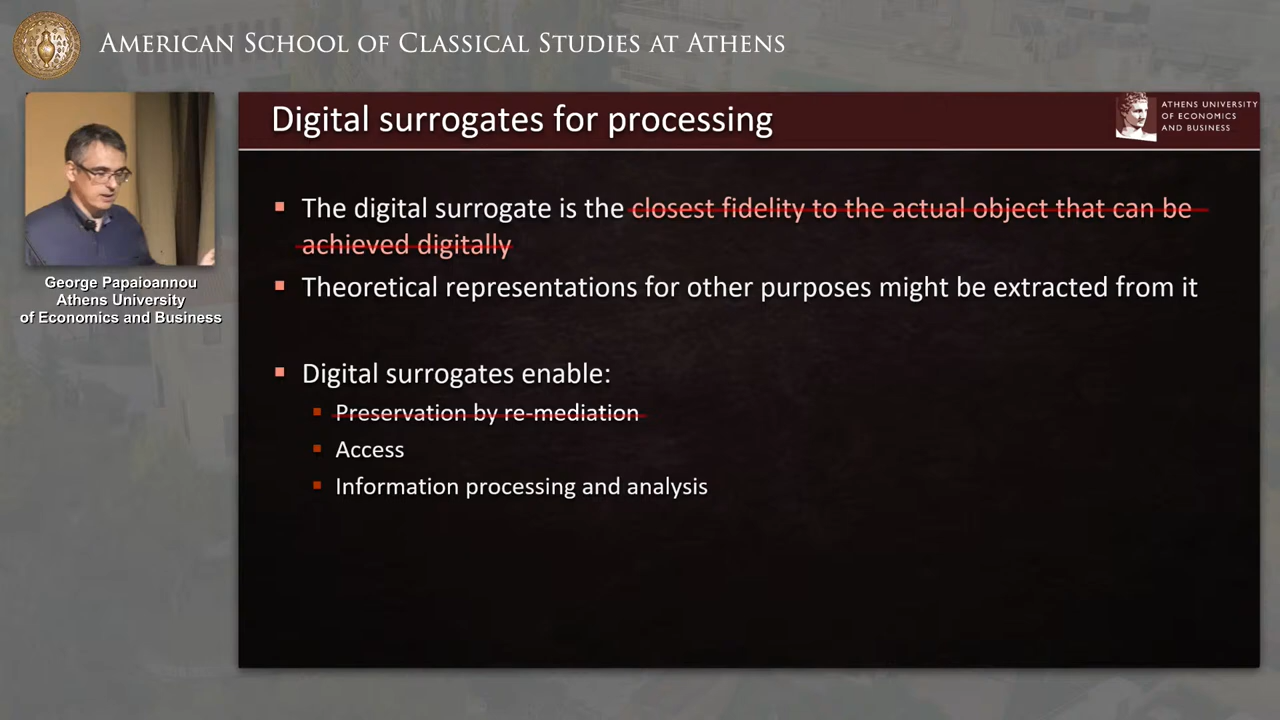 AMERICAN SCHOOL OF CLASSICAL STUDIES AT ATHENS
Digital surrogates for processing
ATHENS UNIVERSITY
OF ECONOMICS
AND BUSINESS
The digital surrogate is the closest fidelity to the actual object that can be
achieved digitally
Theoretical representations for other purposes might be extracted from it
Digital surrogates enable:
Preservation by re-mediation
Access
Information processing and analysis
George Papaioannou
Athens University
of Economics and Business